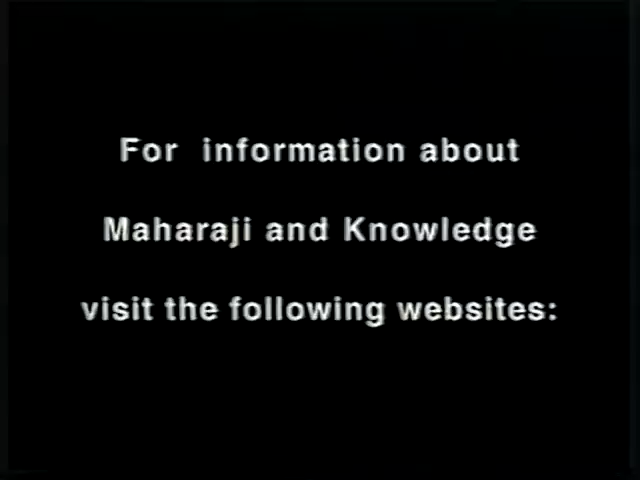 For information about
Maharaji and Knowledge
visit the following websites: